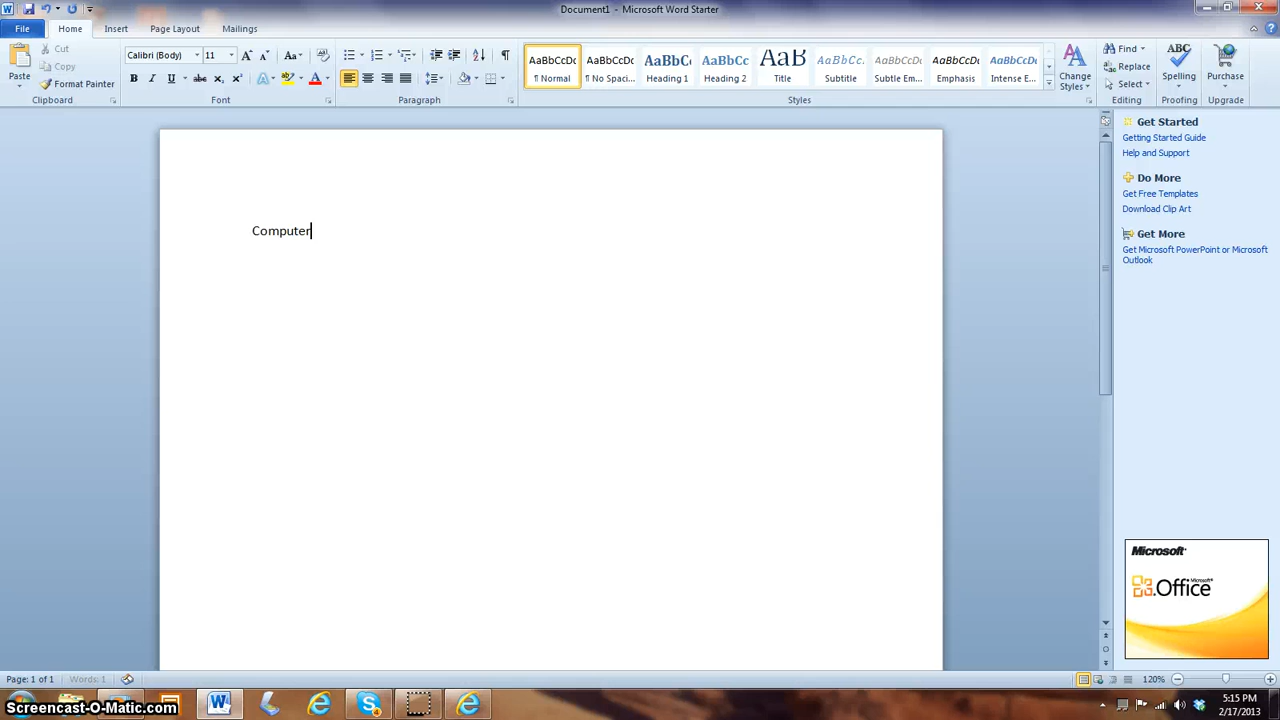 Document1 - Microsoft Word Starter
File Home Insert Page Layout Mailings
Paste
Cut
Copy
Format Painter
Clipboard
Calibri (Body) 11
Font
Paragraph
AaBbCcDc AaBbCcDc AaBbC AaBbCc AaB AaBbCc. AaBbCcDc AaBbCcDc AaBbCcDc
¶ Normal ¶ No Spaci... Heading 1 Heading 2 Title Subtitle Subtle Em... Emphasis Intense E...
Styles
Change
Styles
Find
Replace
Select
Editing
ABC
Spelling
Proofing
Purchase
Upgrade
Computer
Get Started
Getting Started Guide
Help and Support
Do More
Get Free Templates
Download Clip Art
Get More
Get Microsoft PowerPoint or Microsoft
Outlook
Microsoft
Microsoft
Office
Page: 1 of 1 Words: 1
120%
Screencast-O-Matic.com
5:15 PM
2/17/2013